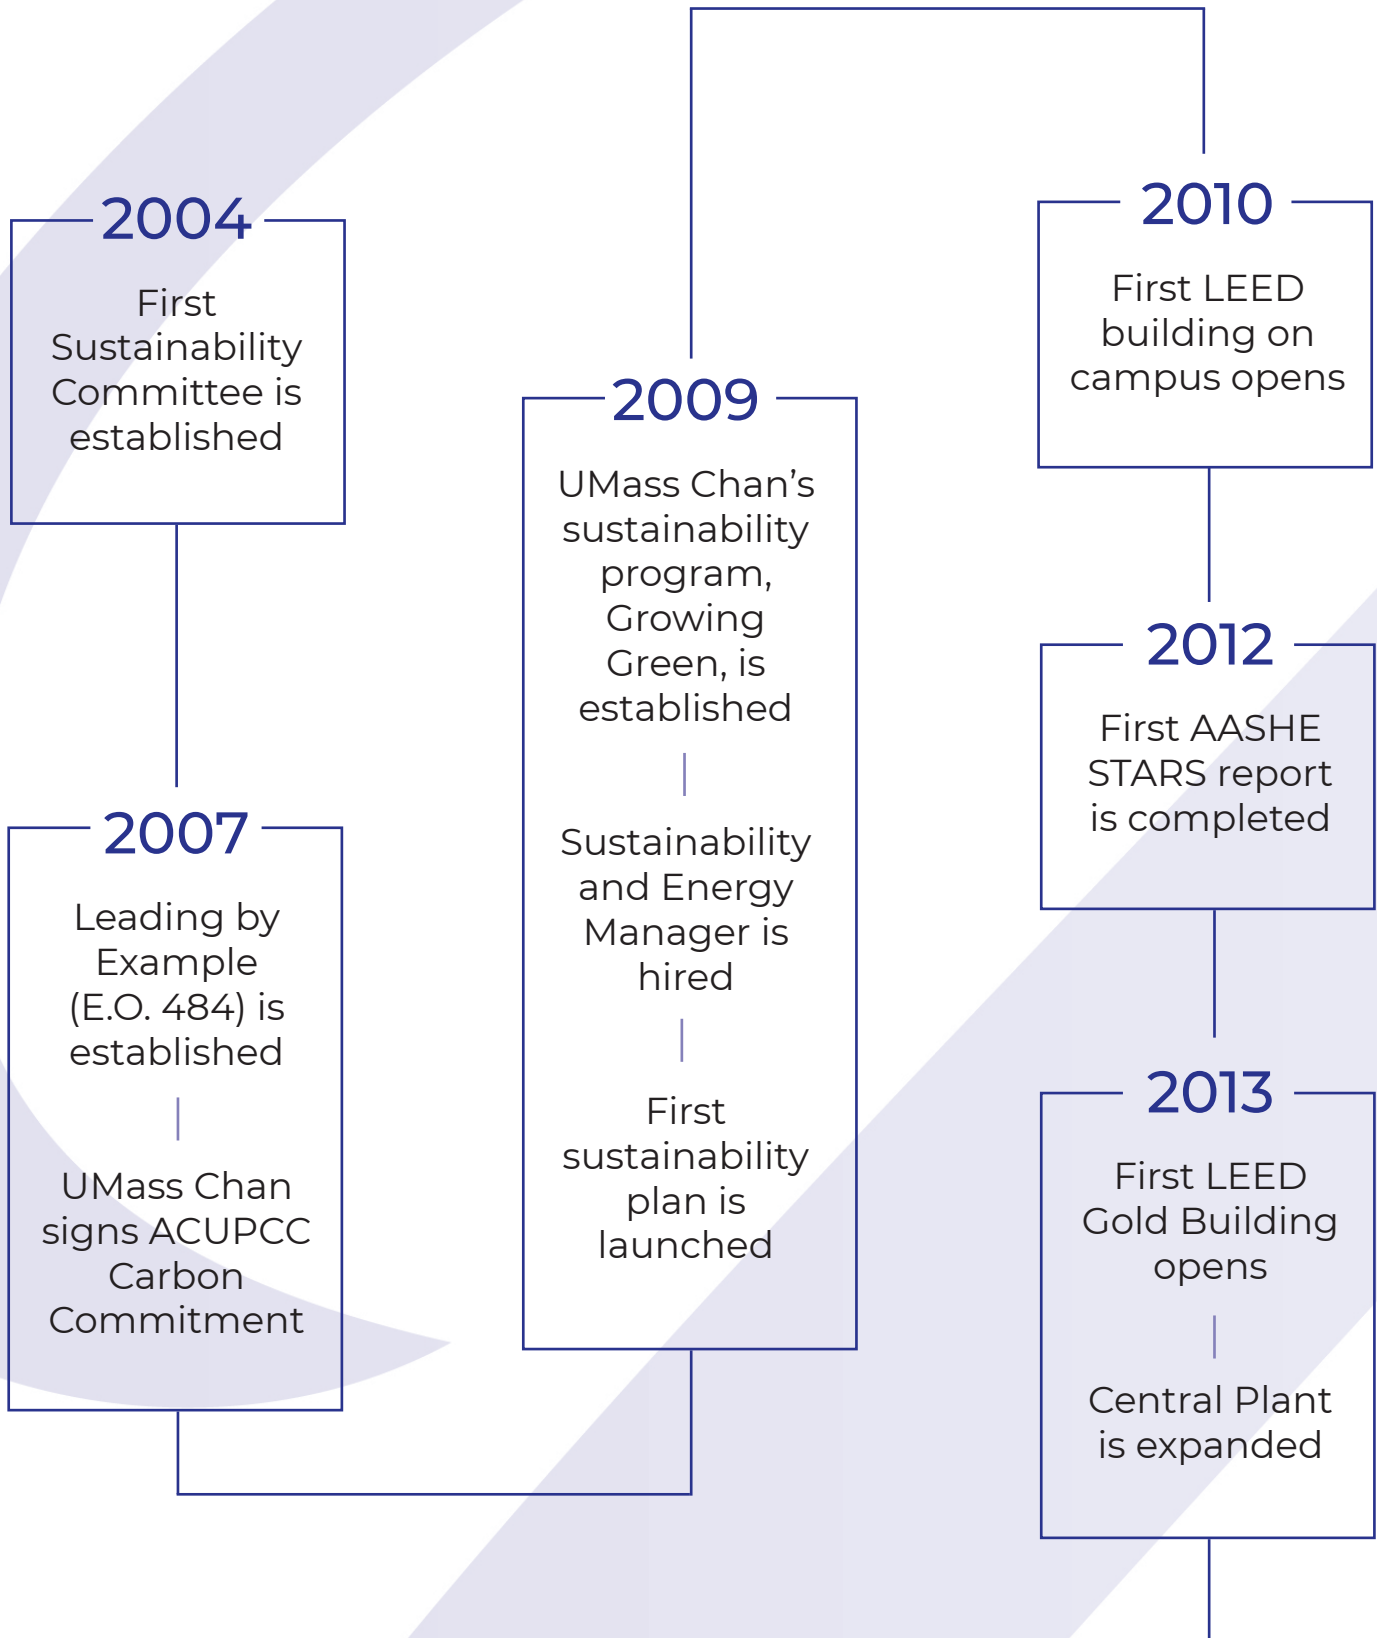 2004
First
Sustainability
Committee is
established
2007
Leading by
Example
(E.O. 484) is
established
UMass Chan
signs ACUPCC
Carbon
Commitment
2009
UMass Chan’s
sustainability
program,
Growing
Green, is
established
Sustainability
and Energy
Manager is
hired
First
sustainability
plan is
launched
2010
First LEED
building on
campus opens
2012
First AASHE
STARS report
is completed
2013
First LEED
Gold Building
opens
Central Plant
is expanded